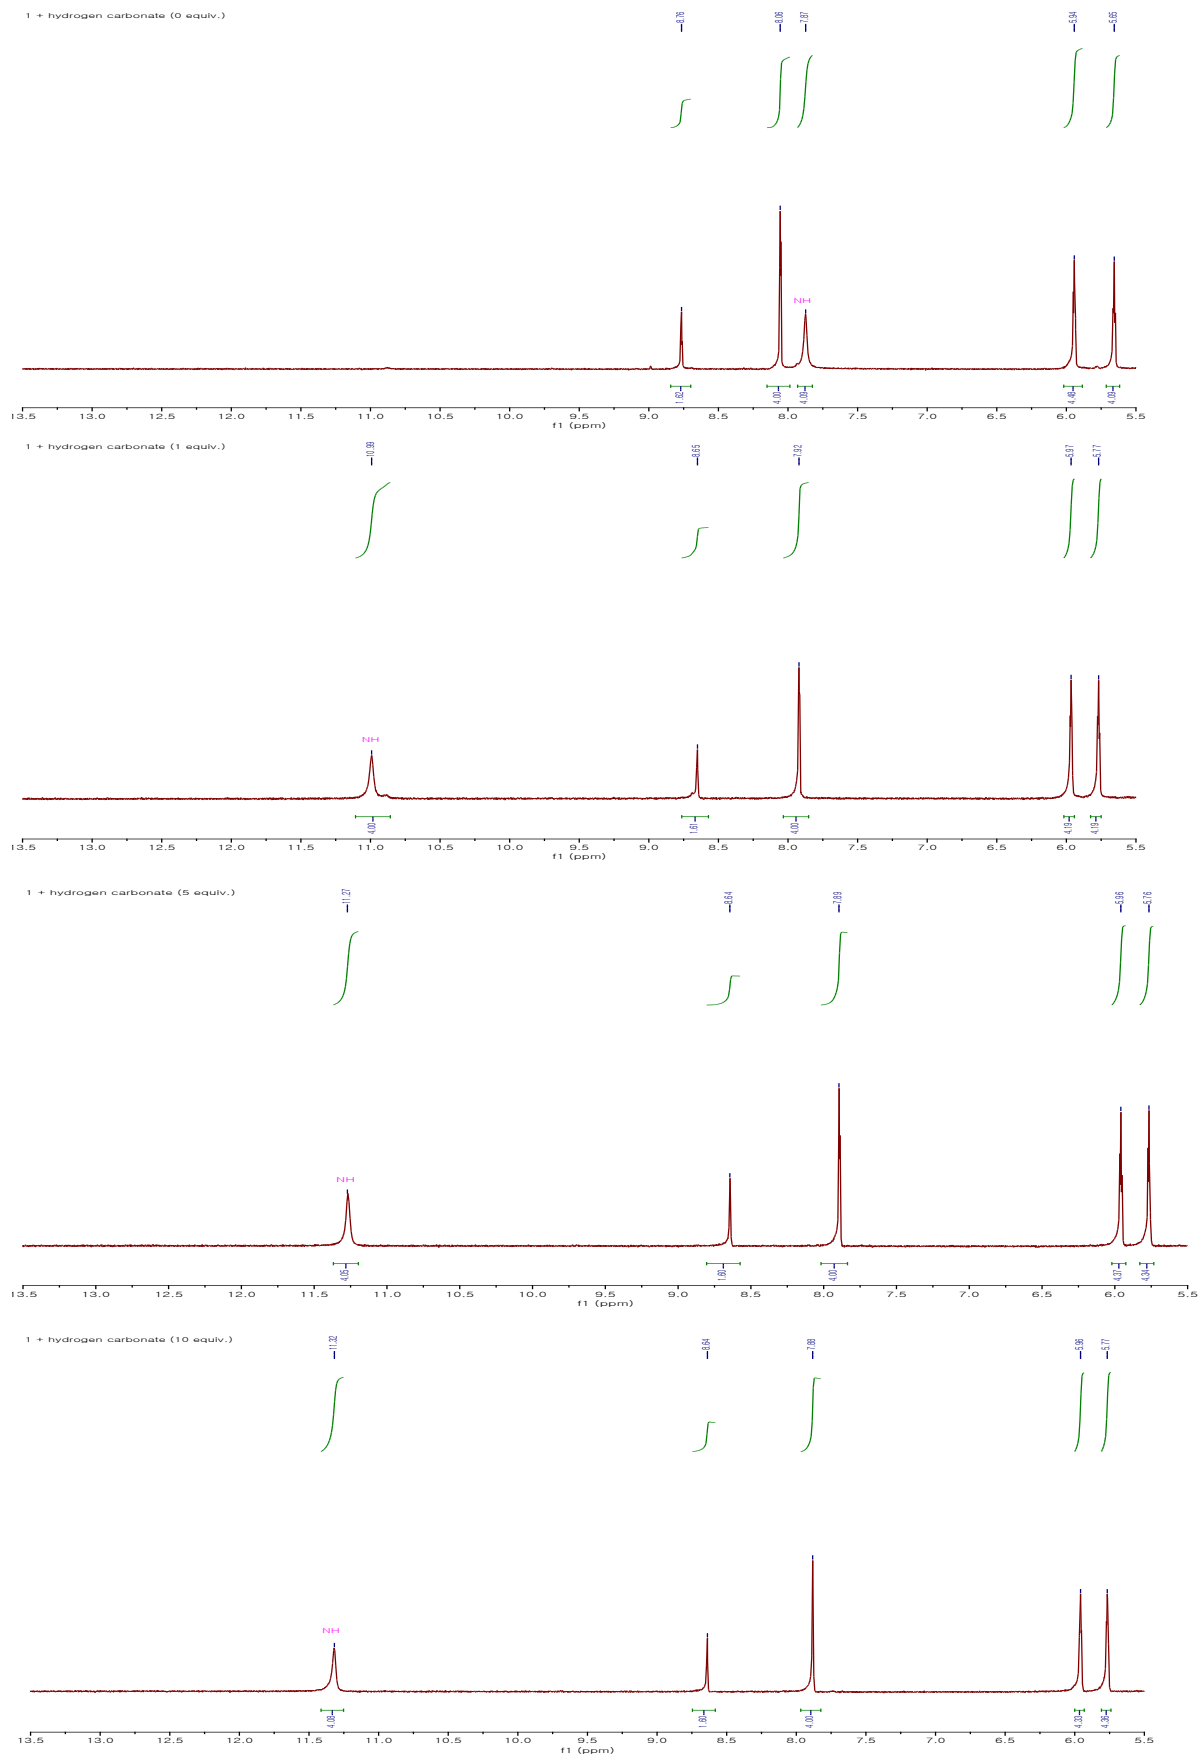 1 + hydrogen carbonate (0 equiv.)
8.76 8.06 7.87 5.94 5.65
NH
1.62 4.00 4.09 4.48 4.09
13.5 13.0 12.5 12.0 11.5 11.0 10.5 10.0 9.5 9.0 8.5 8.0 7.5 7.0 6.5 6.0 5.5
f1 (ppm)
1 + hydrogen carbonate (1 equiv.)
10.99 8.65 7.92 5.97 5.77
NH
4.00 1.61 4.00 4.19 4.19
13.5 13.0 12.5 12.0 11.5 11.0 10.5 10.0 9.5 9.0 8.5 8.0 7.5 7.0 6.5 6.0 5.5
f1 (ppm)
1 + hydrogen carbonate (5 equiv.)
11.27 8.64 7.89 5.96 5.76
NH
4.05 1.60 4.00 4.37 4.34
13.5 13.0 12.5 12.0 11.5 11.0 10.5 10.0 9.5 9.0 8.5 8.0 7.5 7.0 6.5 6.0 5.5
f1 (ppm)
1 + hydrogen carbonate (10 equiv.)
11.32 8.64 7.88 5.96 5.77
NH
4.08 1.60 4.00 4.33 4.36
13.5 13.0 12.5 12.0 11.5 11.0 10.5 10.0 9.5 9.0 8.5 8.0 7.5 7.0 6.5 6.0 5.5
f1 (ppm)